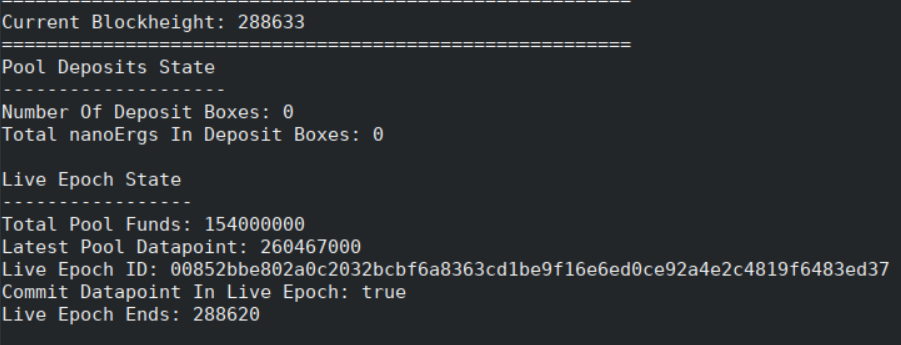 ========================================================
Current Blockheight: 288633
========================================================
Pool Deposits State
--------------------
Number Of Deposit Boxes: 0
Total nanoErgs In Deposit Boxes: 0
Live Epoch State
-----------------
Total Pool Funds: 154000000
Latest Pool Datapoint: 260467000
Live Epoch ID: 00852bbe802a0c2032bcbf6a8363cd1be9f16e6ed0ce92a4e2c4819f6483ed37
Commit Datapoint In Live Epoch: true
Live Epoch Ends: 288620